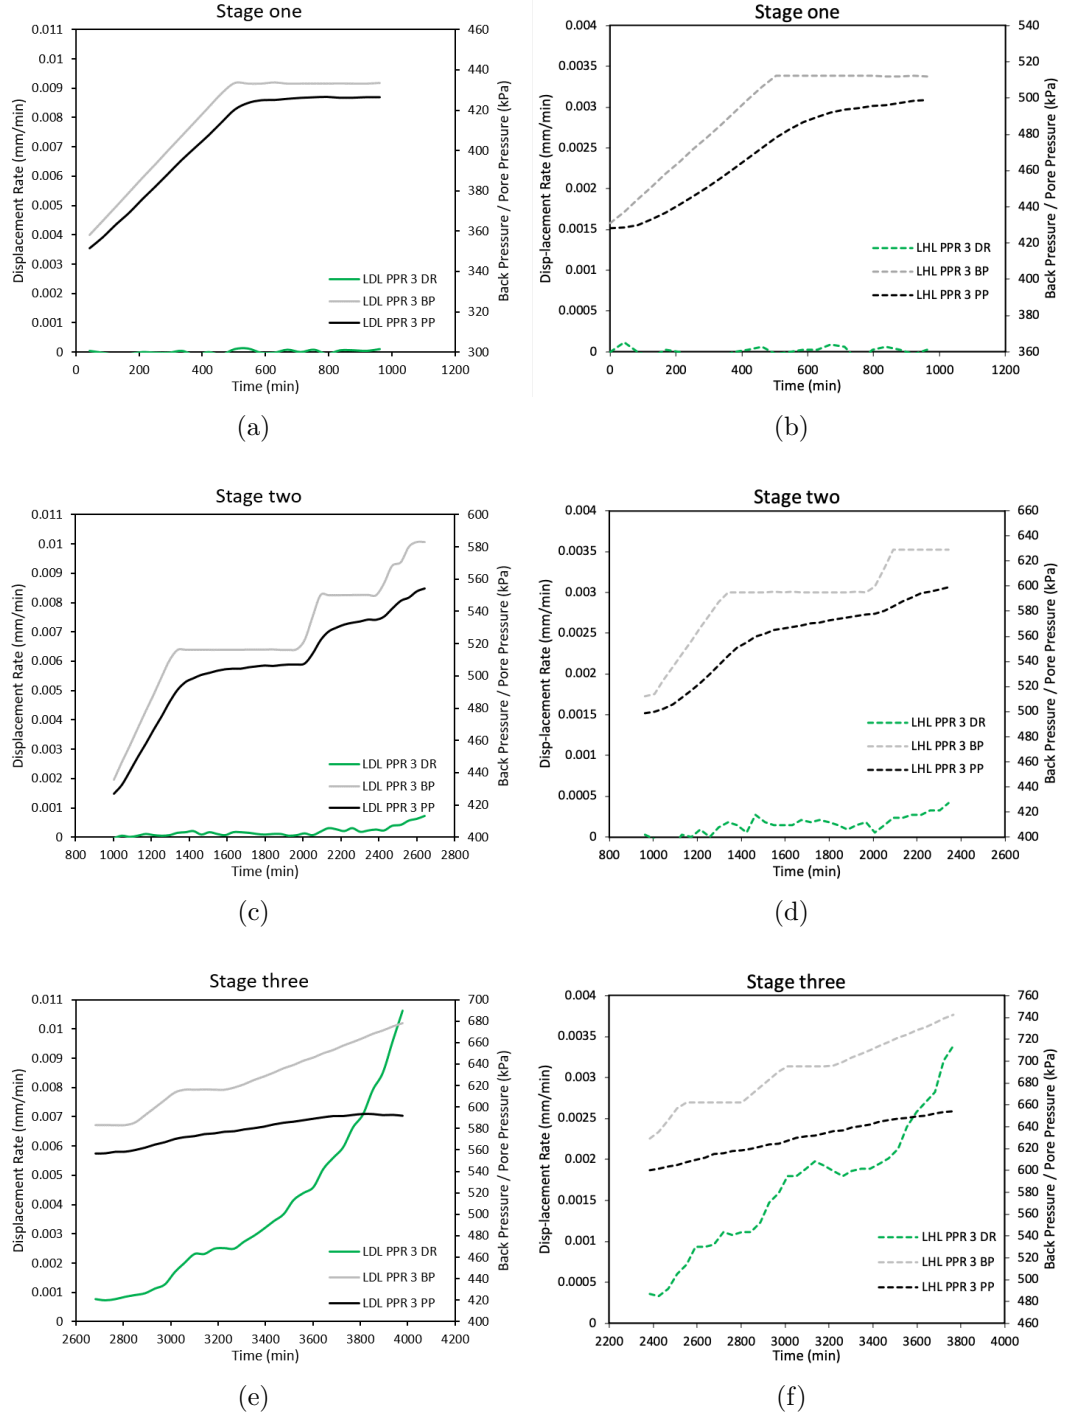 Stage one
Displacement Rate (mm/min)
0.011
0.01
0.009
0.008
0.007
0.006
0.005
0.004
0.003
0.002
0.001
0
460
440
420
400
380
360
340
320
300
Back Pressure / Pore Pressure (kPa)
LDL PPR 3 DR
LDL PPR 3 BP
LDL PPR 3 PP
0 200 400 600 800 1000 1200
Time (min)
(a)
Stage one
Disp-lacement Rate (mm/min)
0.004
0.0035
0.003
0.0025
0.002
0.0015
0.001
0.0005
0
540
520
500
480
460
440
420
400
380
360
Back Pressure / Pore Pressure (kPa)
LHL PPR 3 DR
LHL PPR 3 BP
LHL PPR 3 PP
0 200 400 600 800 1000 1200
Time (min)
(b)
Stage two
Displacement Rate (mm/min)
0.011
0.01
0.009
0.008
0.007
0.006
0.005
0.004
0.003
0.002
0.001
0
600
580
560
540
520
500
480
460
440
420
400
Back Pressure / Pore Pressure (kPa)
LDL PPR 3 DR
LDL PPR 3 BP
LDL PPR 3 PP
800 1000 1200 1400 1600 1800 2000 2200 2400 2600 2800
Time (min)
(c)
Stage two
Disp-lacement Rate (mm/min)
0.004
0.0035
0.003
0.0025
0.002
0.0015
0.001
0.0005
0
660
640
620
600
580
560
540
520
500
480
460
440
420
400
Back Pressure / Pore Pressure (kPa)
LHL PPR 3 DR
LHL PPR 3 BP
LHL PPR 3 PP
800 1000 1200 1400 1600 1800 2000 2200 2400 2600
Time (min)
(d)
Stage three
Displacement Rate (mm/min)
0.011
0.01
0.009
0.008
0.007
0.006
0.005
0.004
0.003
0.002
0.001
0
700
680
660
640
620
600
580
560
540
520
500
480
460
440
420
400
Back Pressure / Pore Pressure (kPa)
LDL PPR 3 DR
LDL PPR 3 BP
LDL PPR 3 PP
2600 2800 3000 3200 3400 3600 3800 4000 4200
Time (min)
(e)
Stage three
Disp-lacement Rate (mm/min)
0.004
0.0035
0.003
0.0025
0.002
0.0015
0.001
0.0005
0
760
740
720
700
680
660
640
620
600
580
560
540
520
500
480
460
Back Pressure / Pore Pressure (kPa)
LHL PPR 3 DR
LHL PPR 3 BP
LHL PPR 3 PP
2200 2400 2600 2800 3000 3200 3400 3600 3800 4000
Time (min)
(f)